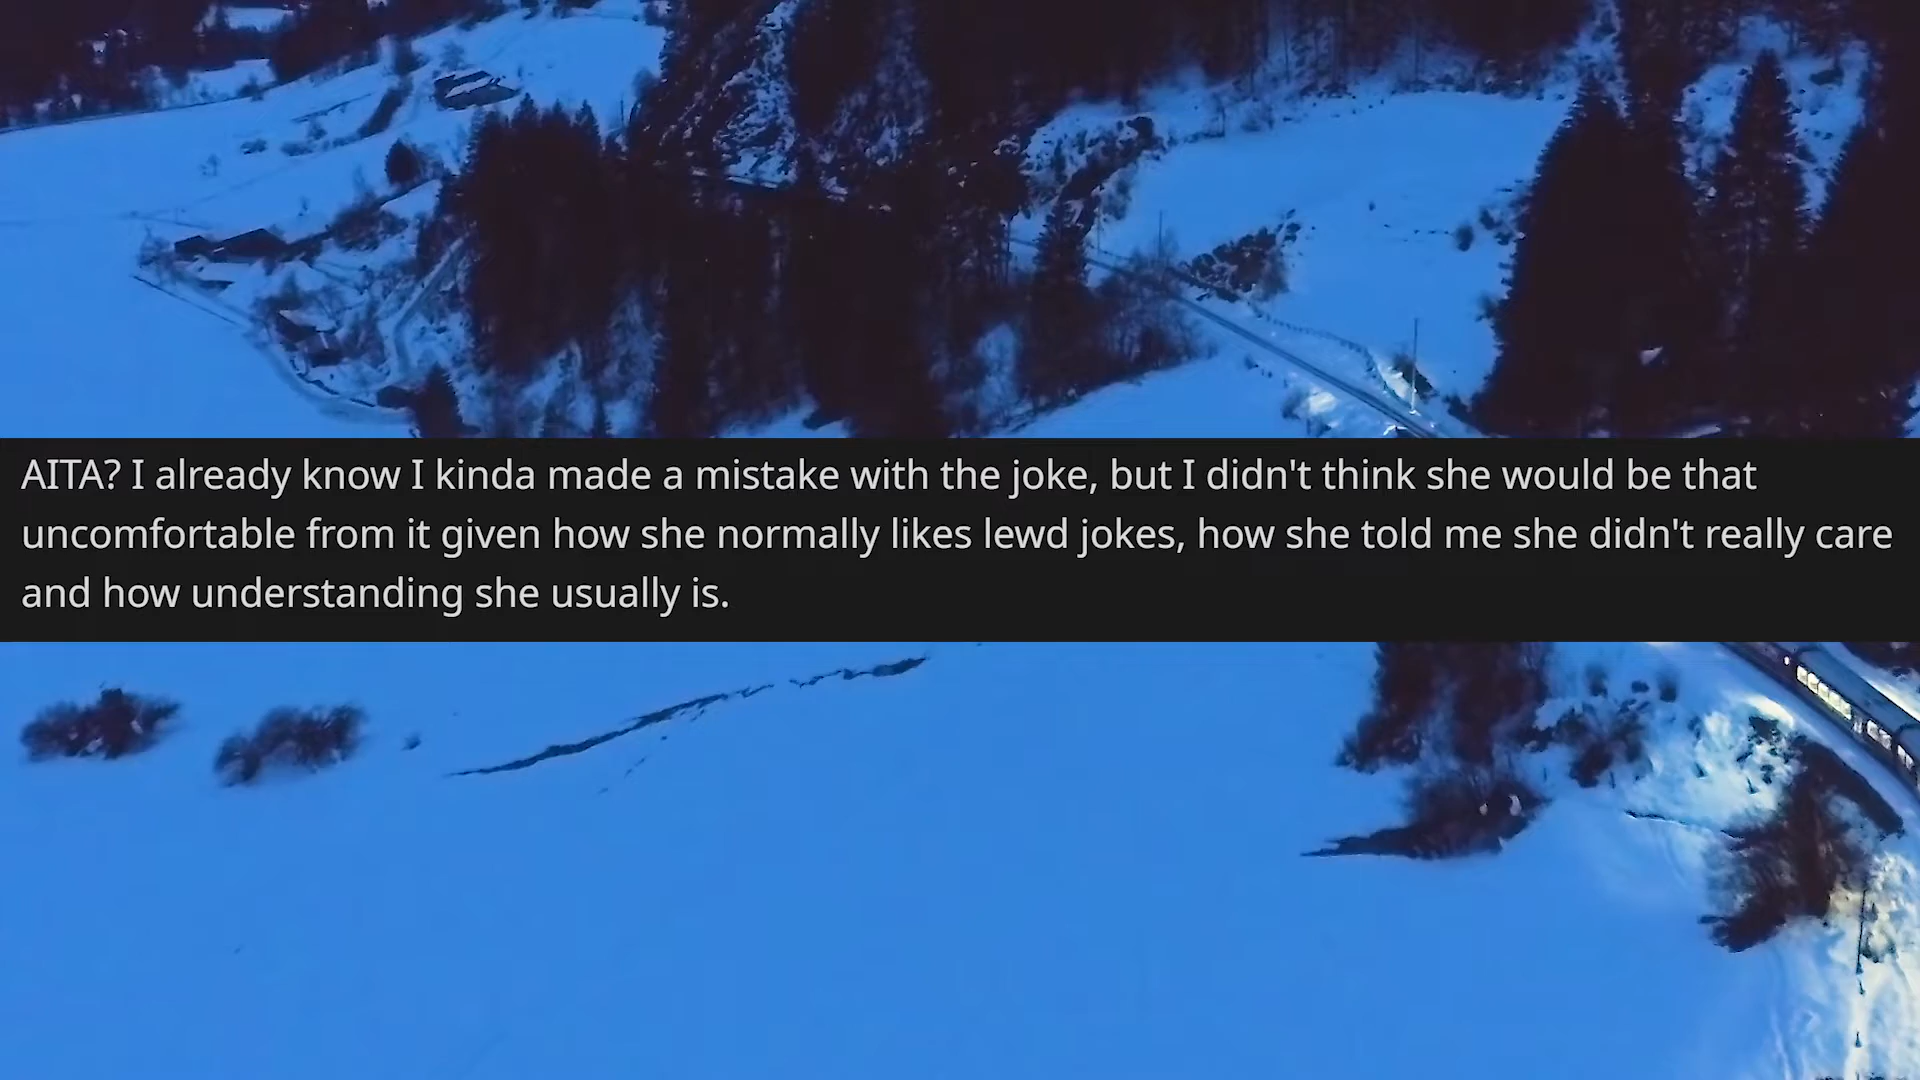 AITA? I already know I kinda made a mistake with the joke, but I didn't think she would be that
uncomfortable from it given how she normally likes lewd jokes, how she told me she didn't really care
and how understanding she usually is.